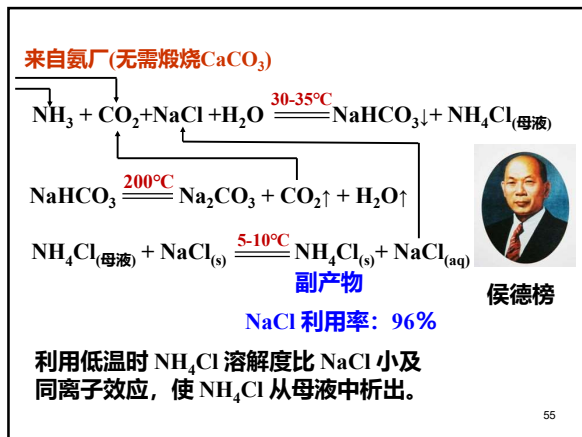 来自氨厂(无需煅烧CaCO₃)
30-35℃
NH₃ + CO₂+NaCl +H₂O ═══ NaHCO₃↓+ NH₄Cl(母液)
200℃
NaHCO₃ ═══ Na₂CO₃ + CO₂↑ + H₂O↑
5-10℃
NH₄Cl(母液) + NaCl(s) ═══ NH₄Cl(s)+ NaCl(aq)
副产物
侯德榜
NaCl 利用率：96%
利用低温时 NH₄Cl 溶解度比 NaCl 小及
同离子效应，使 NH₄Cl 从母液中析出。
55